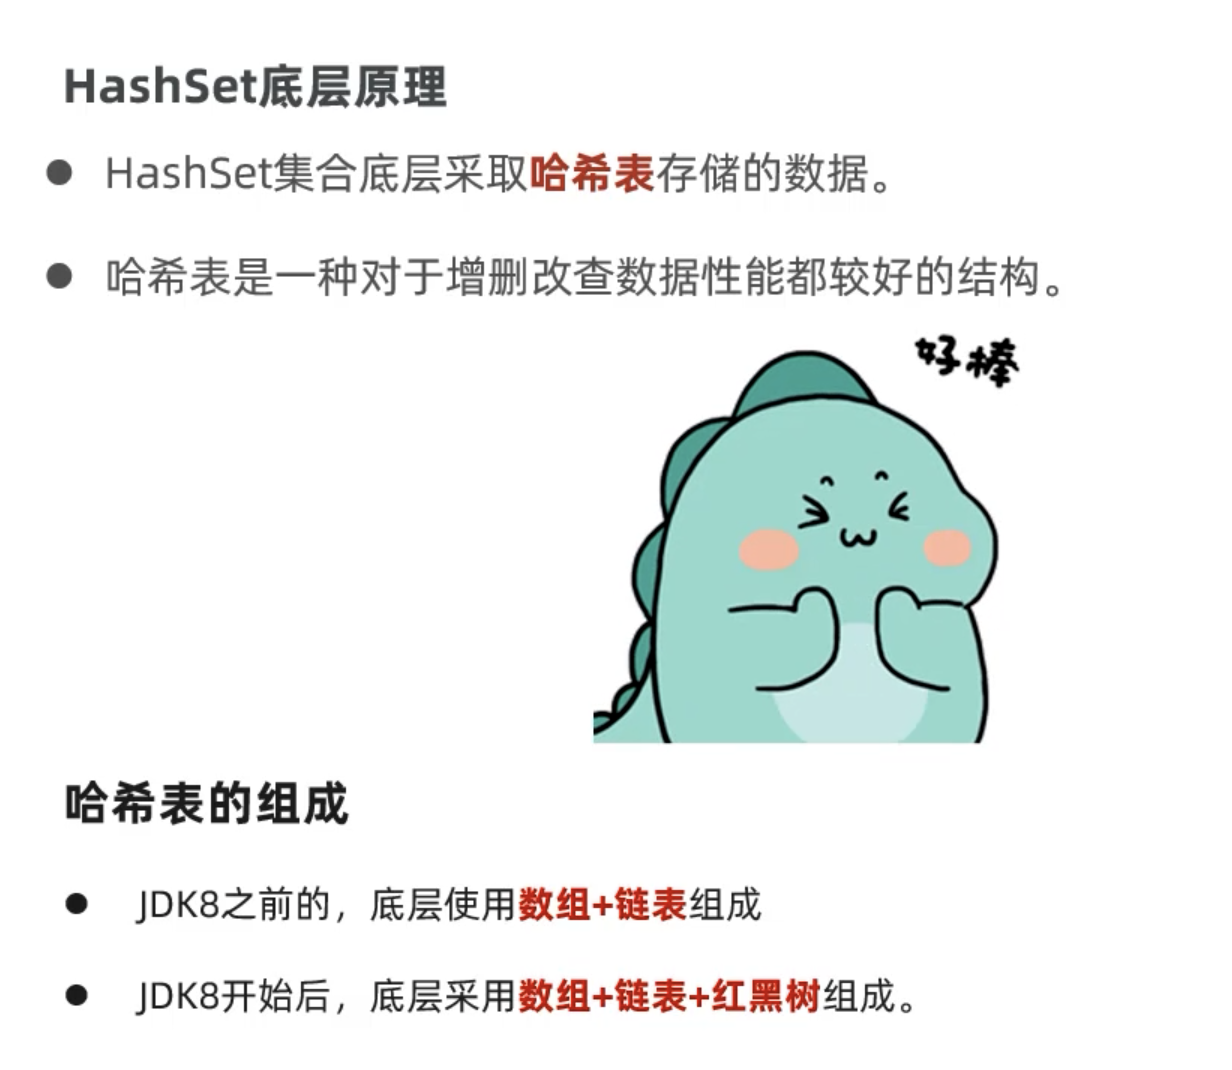 HashSet底层原理
HashSet集合底层采取哈希表存储的数据。
哈希表是一种对于增删改查数据性能都较好的结构。
好棒
哈希表的组成
JDK8之前的，底层使用数组+链表组成
JDK8开始后，底层采用数组+链表+红黑树组成。